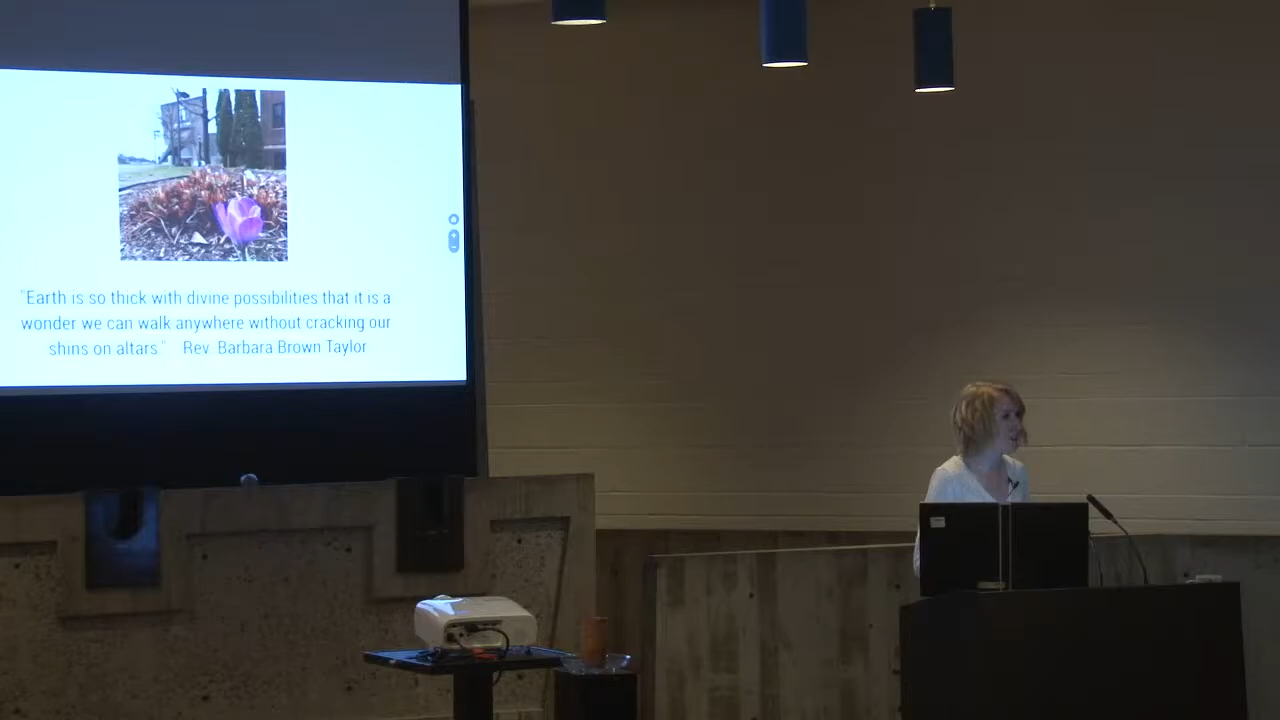 "Earth is so thick with divine possibilities that it is a
wonder we can walk anywhere without cracking our
shins on altars." Rev. Barbara Brown Taylor